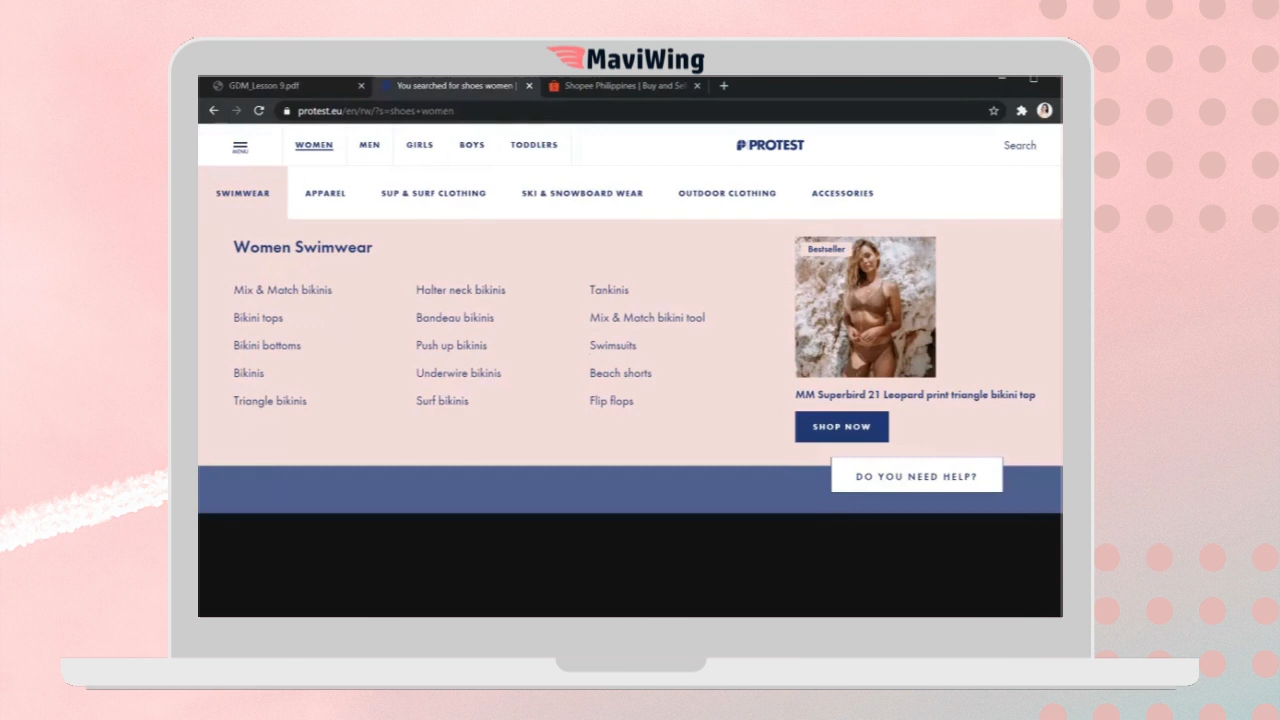 MaviWing
GDM_Lesson 9.pdf
You searched for shoes women |
Shopee Philippines | Buy and Sel
protest.eu/en/rw/?s=shoes+women
MENU
WOMEN
MEN
GIRLS
BOYS
TODDLERS
PROTEST
Search
SWIMWEAR
APPAREL
SUP & SURF CLOTHING
SKI & SNOWBOARD WEAR
OUTDOOR CLOTHING
ACCESSORIES
Women Swimwear
Mix & Match bikinis
Bikini tops
Bikini bottoms
Bikinis
Triangle bikinis
Halter neck bikinis
Bandeau bikinis
Push up bikinis
Underwire bikinis
Surf bikinis
Tankinis
Mix & Match bikini tool
Swimsuits
Beach shorts
Flip flops
Bestseller
MM Superbird 21 Leopard print triangle bikini top
SHOP NOW
DO YOU NEED HELP?